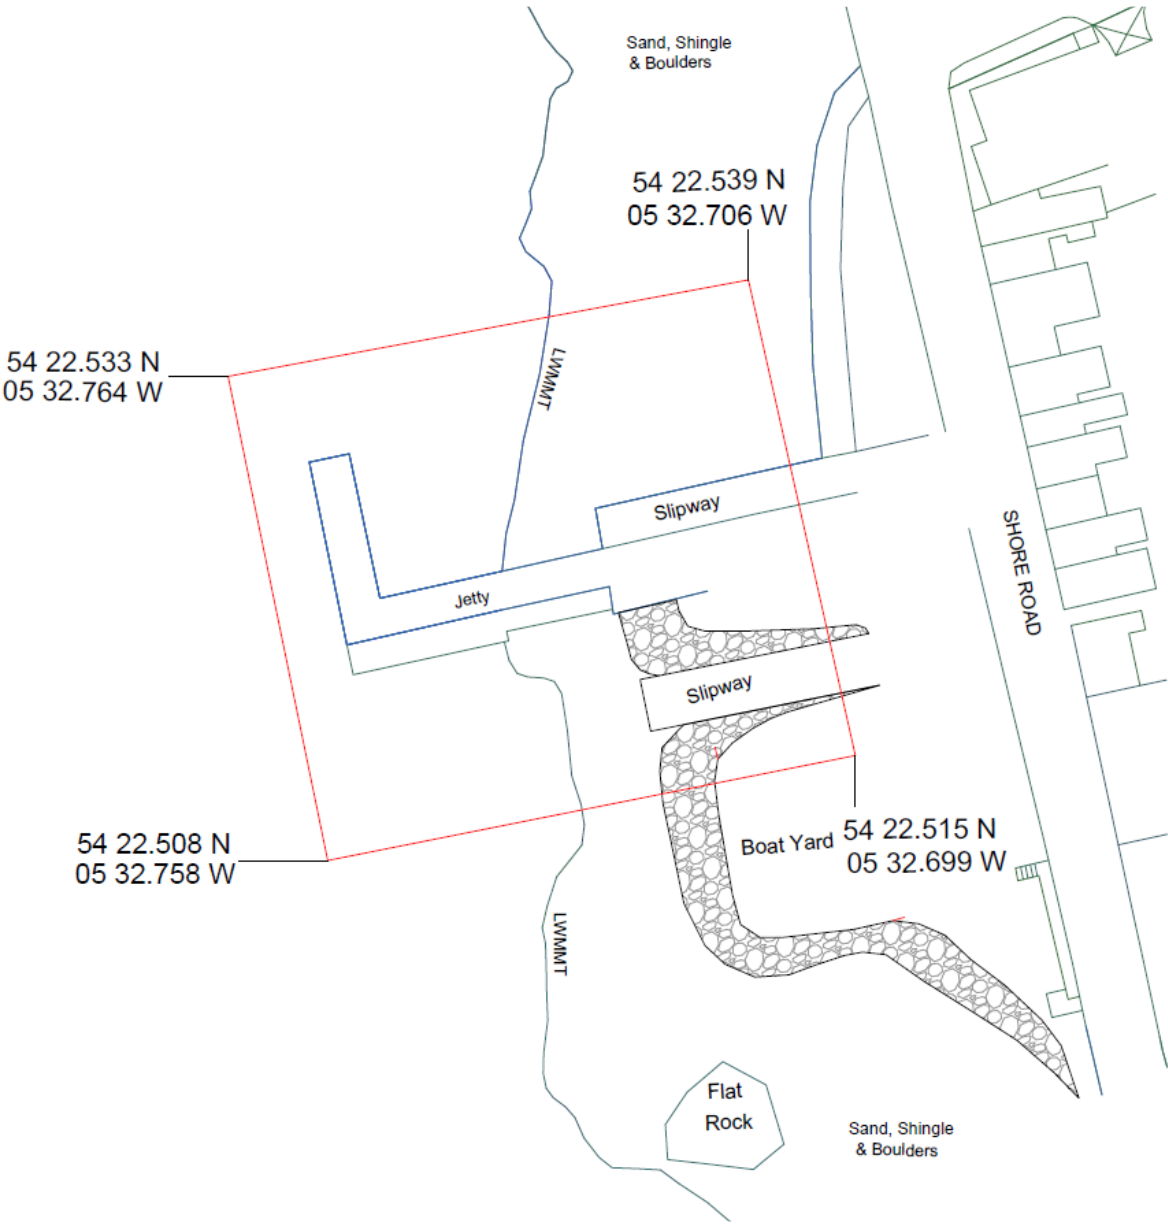 Sand, Shingle
& Boulders
54 22.539 N
05 32.706 W
54 22.533 N
05 32.764 W
LWMMT
Slipway
SHORE ROAD
Jetty
Slipway
54 22.515 N
05 32.699 W
Boat Yard
54 22.508 N
05 32.758 W
LWMMT
Flat
Rock
Sand, Shingle
& Boulders